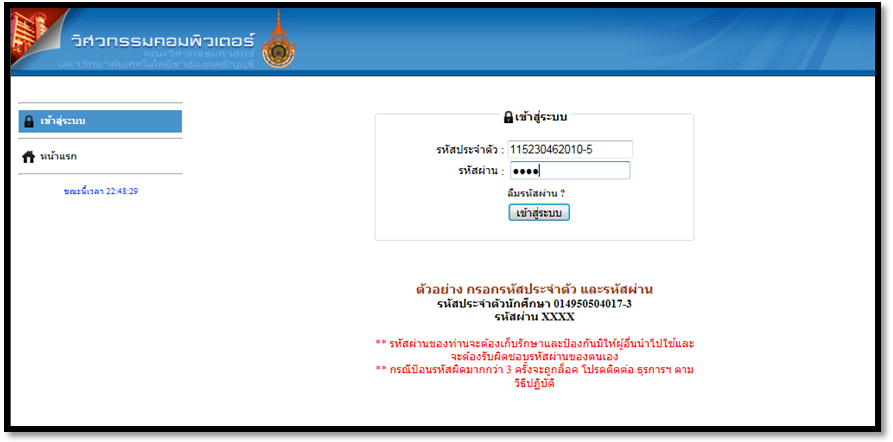 วิศวกรรมคอมพิวเตอร์
คณะวิศวกรรมศาสตร์
มหาวิทยาลัยเทคโนโลยีราชมงคลธัญบุรี
เข้าสู่ระบบ
หน้าแรก
ขณะนี้เวลา 22:48:29
เข้าสู่ระบบ
รหัสประจำตัว : 115230462010-5
รหัสผ่าน : ●●●●
ลืมรหัสผ่าน ?
เข้าสู่ระบบ
ตัวอย่าง กรอกรหัสประจำตัว และรหัสผ่าน
รหัสประจำตัวนักศึกษา 014950504017-3
รหัสผ่าน XXXX
** รหัสผ่านของท่านจะต้องเก็บรักษาและป้องกันมิให้ผู้อื่นนำไปใช้และ
จะต้องรับผิดชอบรหัสผ่านของตนเอง
** กรณีป้อนรหัสผิดมากกว่า 3 ครั้งจะถูกล็อค โปรดติดต่อ ธุรการฯ ตาม
วิธีปฏิบัติ